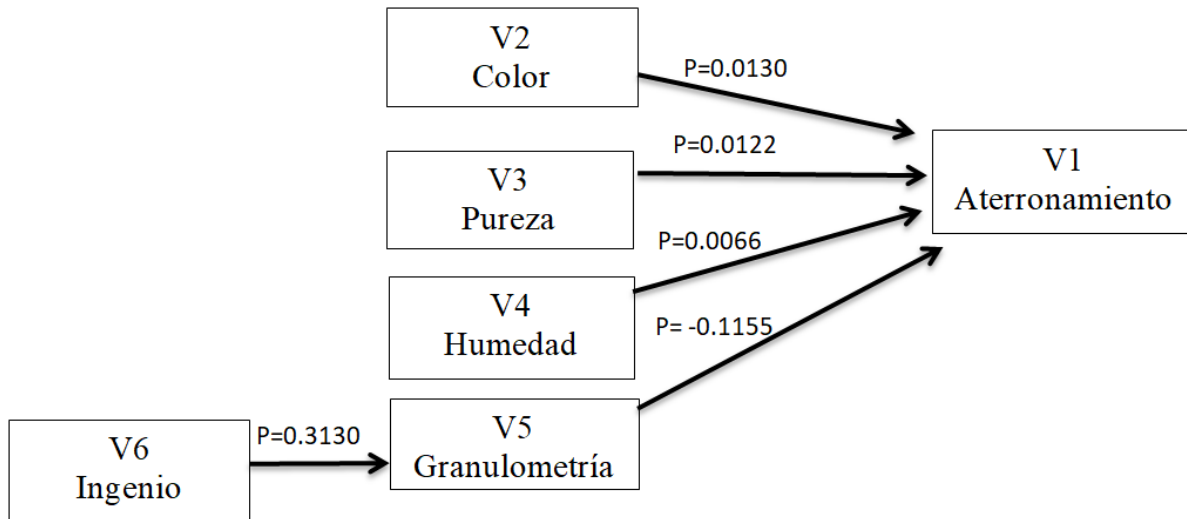 V2
Color
P=0.0130
V3
Pureza
P=0.0122
V1
Aterronamiento
V4
Humedad
P=0.0066
P= -0.1155
V5
Granulometría
V6
Ingenio
P=0.3130